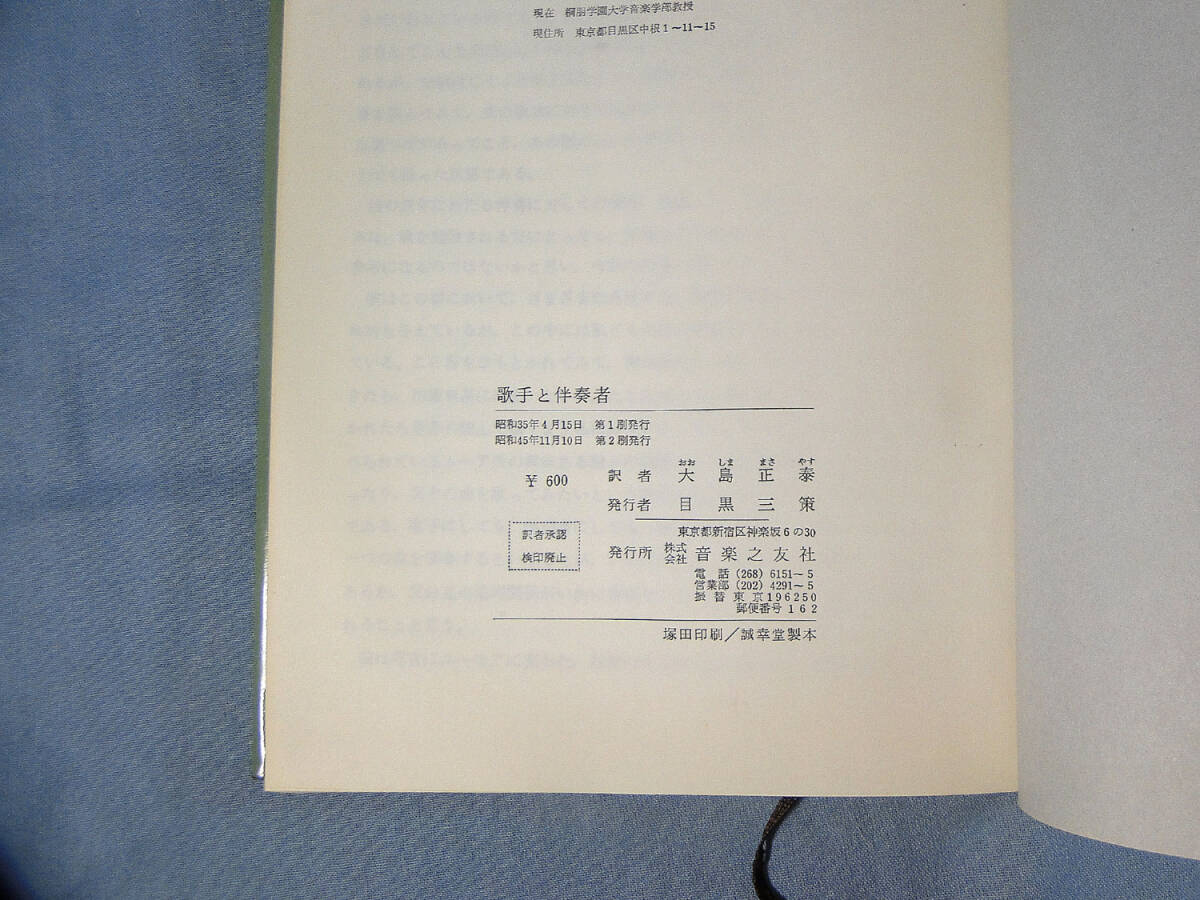 現在 桐朋学園大学音楽学部教授
現住所 東京都目黒区中根1〜11-15
歌手と伴奏者
昭和35年4月15日 第1刷発行
昭和45年11月10日 第2刷発行
¥600
おお しま まさ やす
訳者 大島正泰
発行者 目黒三策
東京都新宿区神楽坂6の30
発行所 株式会社 音楽之友社
電話(268)6151〜5
営業部(202)4291〜5
振替東京196250
郵便番号162
訳者承認
検印廃止
塚田印刷/誠幸堂製本